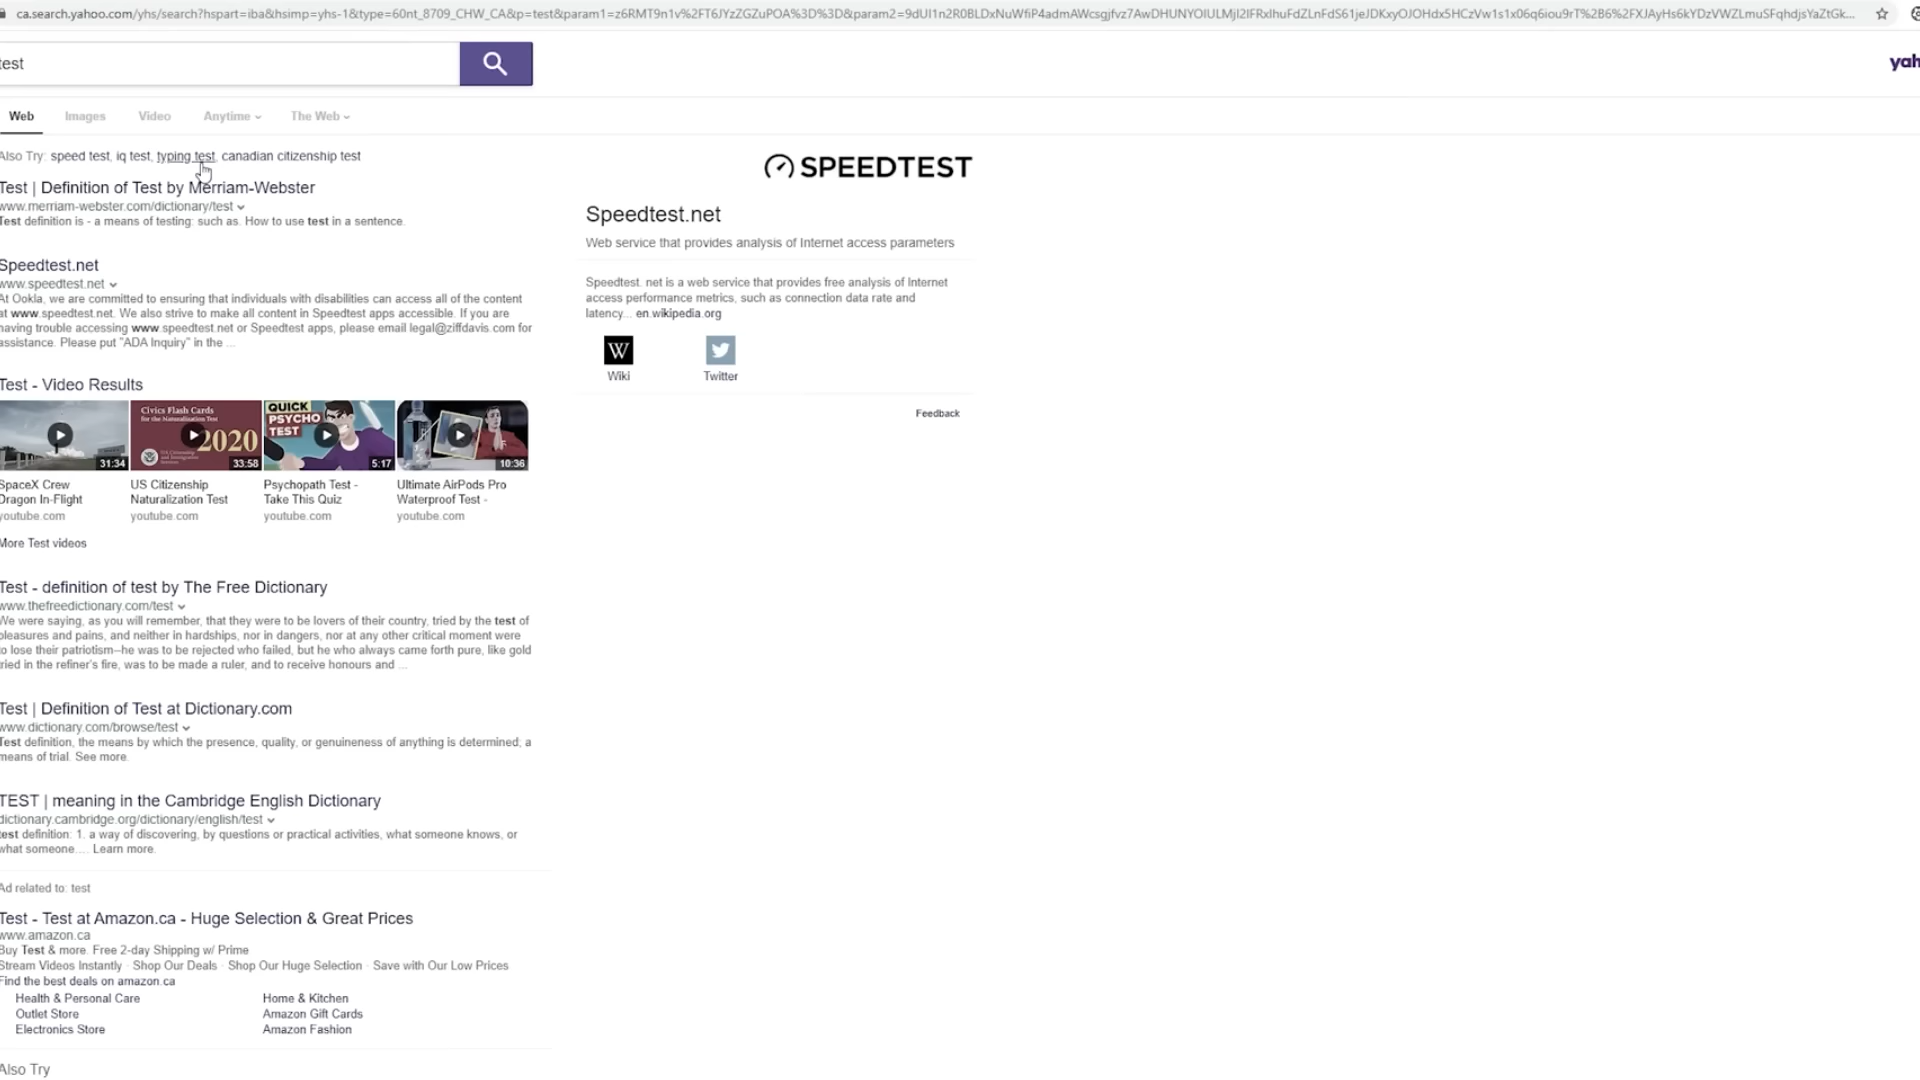 ca.search.yahoo.com/yhs/search?hspart=iba&hsimp=yhs-1&type=60nt_8709_CHW_CA&p=test&param1=z6RMT9n1v%2FT6JYzZGZuPOA%3D%3D&param2=
test
yah
Web Images Video Anytime The Web
Also Try: speed test, iq test, typing test, canadian citizenship test
Test | Definition of Test by Merriam-Webster
www.merriam-webster.com/dictionary/test
Test definition is - a means of testing: such as. How to use test in a sentence.
Speedtest.net
www.speedtest.net
At Ookla, we are committed to ensuring that individuals with disabilities can access all of the content
at www.speedtest.net. We also strive to make all content in Speedtest apps accessible. If you are
having trouble accessing www.speedtest.net or Speedtest apps, please email legal@ziffdavis.com for
assistance. Please put "ADA Inquiry" in the ...
Test - Video Results
Civics Flash Cards
for the Naturalization Test
2020
QUICK
PSYCHO
TEST
31:34
33:58
5:17
10:36
SpaceX Crew
Dragon In-Flight
youtube.com
US Citizenship
Naturalization Test
youtube.com
Psychopath Test -
Take This Quiz
youtube.com
Ultimate AirPods Pro
Waterproof Test -
youtube.com
More Test videos
Test - definition of test by The Free Dictionary
www.thefreedictionary.com/test
We were saying, as you will remember, that they were to be lovers of their country, tried by the test of
pleasures and pains, and neither in hardships, nor in dangers, nor at any other critical moment were
to lose their patriotism--he was to be rejected who failed, but he who always came forth pure, like gold
tried in the refiner's fire, was to be made a ruler, and to receive honours and ...
Test | Definition of Test at Dictionary.com
www.dictionary.com/browse/test
Test definition, the means by which the presence, quality, or genuineness of anything is determined; a
means of trial. See more.
TEST | meaning in the Cambridge English Dictionary
dictionary.cambridge.org/dictionary/english/test
test definition: 1. a way of discovering, by questions or practical activities, what someone knows, or
what someone.... Learn more.
Ad related to: test
Test - Test at Amazon.ca - Huge Selection & Great Prices
www.amazon.ca
Buy Test & more. Free 2-day Shipping w/ Prime
Stream Videos Instantly · Shop Our Deals · Shop Our Huge Selection · Save with Our Low Prices
Find the best deals on amazon.ca
Health & Personal Care
Outlet Store
Electronics Store
Home & Kitchen
Amazon Gift Cards
Amazon Fashion
Also Try
SPEEDTEST
Speedtest.net
Web service that provides analysis of Internet access parameters
Speedtest. net is a web service that provides free analysis of Internet
access performance metrics, such as connection data rate and
latency... en.wikipedia.org
W
Wiki
Twitter
Feedback